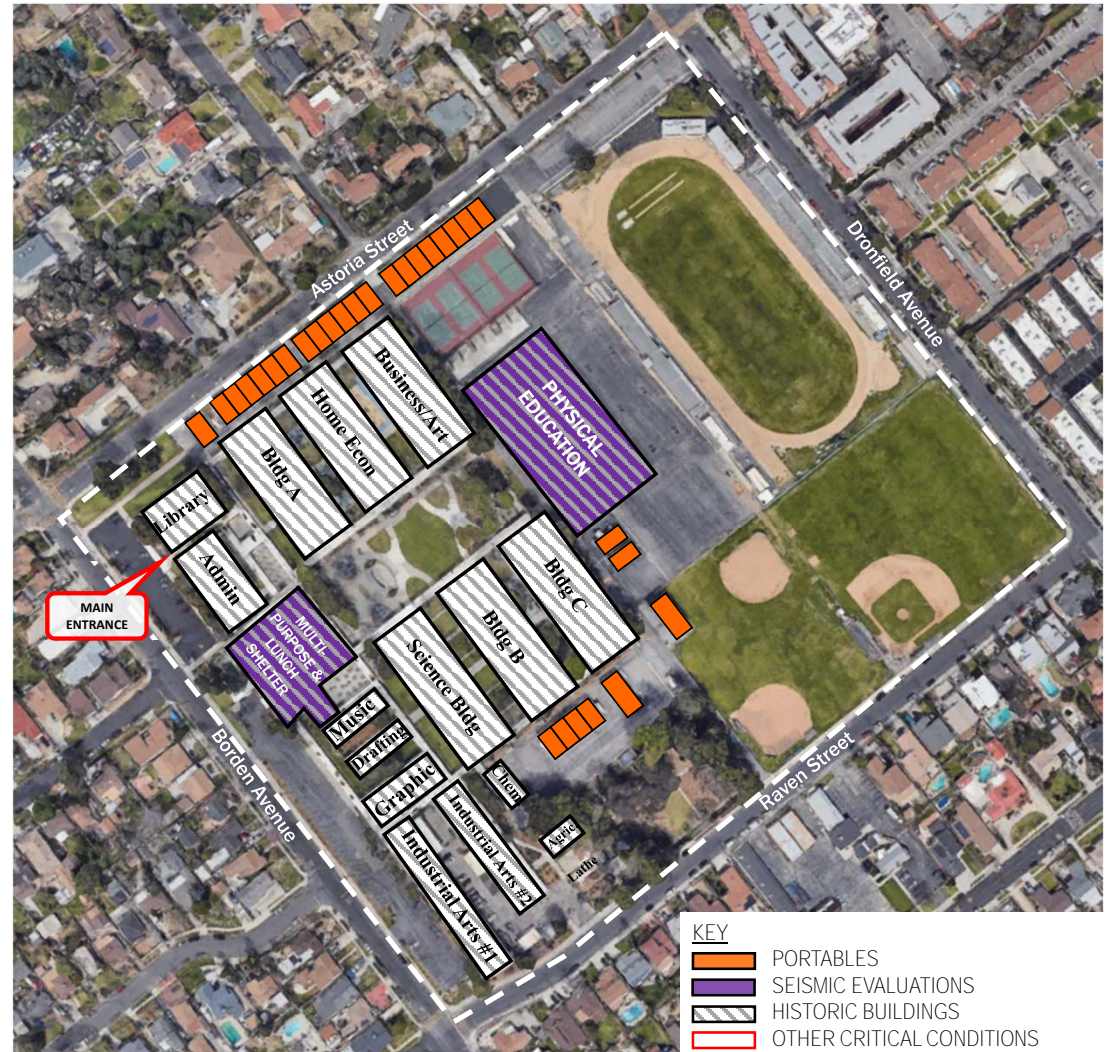 Astoria Street
Dronfield Avenue
Business/Art
Home Econ
Bldg A
PHYSICAL
EDUCATION
Library
Admin
MAIN
ENTRANCE
MULTI-
PURPOSE &
LUNCH
SHELTER
Bldg C
Bldg B
Science Bldg
Music
Drafting
Graphic
Chem
Industrial Arts #2
Industrial Arts #1
Agric
Lathe
Borden Avenue
Raven Street
KEY
PORTABLES
SEISMIC EVALUATIONS
HISTORIC BUILDINGS
OTHER CRITICAL CONDITIONS